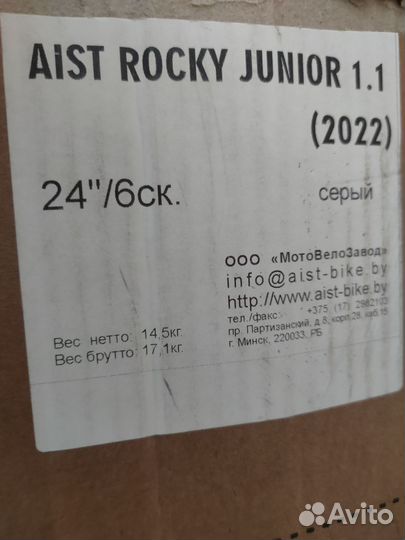 AiST ROCKY JUNIOR 1.1
(2022)
24"/6ск.
серый
ООО «МотоВелоЗавод»
info@aist-bike.by
http://www.aist-bike.by
тел./факс: +375 (17) 2982103
пр. Партизанский, д.8, корп.28, каб.15
г. Минск, 220033, РБ
Вес нетто: 14,5кг.
Вес брутто: 17,1кг.
Avito